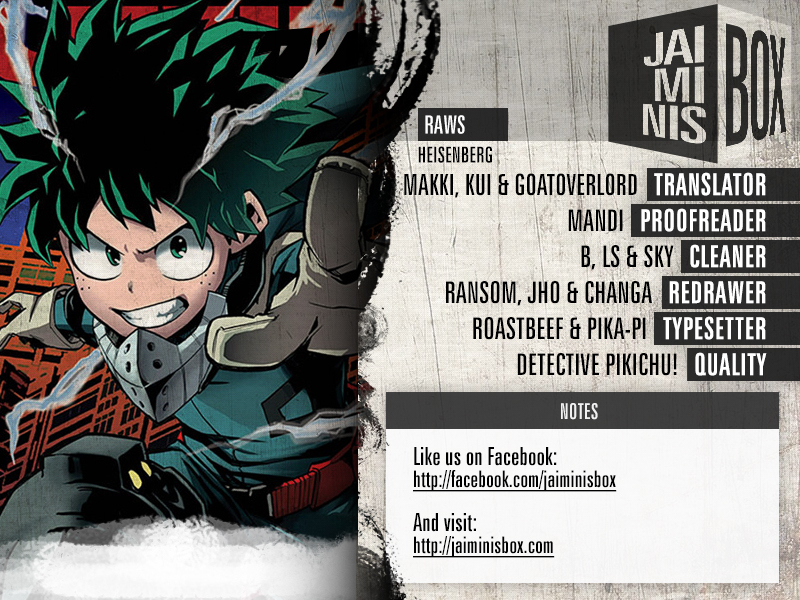 JAI
MI
NIS
BOX
RAWS
HEISENBERG
MAKKI, KUI & GOATOVERLORD TRANSLATOR
MANDI PROOFREADER
B, LS & SKY CLEANER
RANSOM, JHO & CHANGA REDRAWER
ROASTBEEF & PIKA-PI TYPESETTER
DETECTIVE PIKICHU! QUALITY
NOTES
Like us on Facebook:
http://facebook.com/jaiminisbox
And visit:
http://jaiminisbox.com